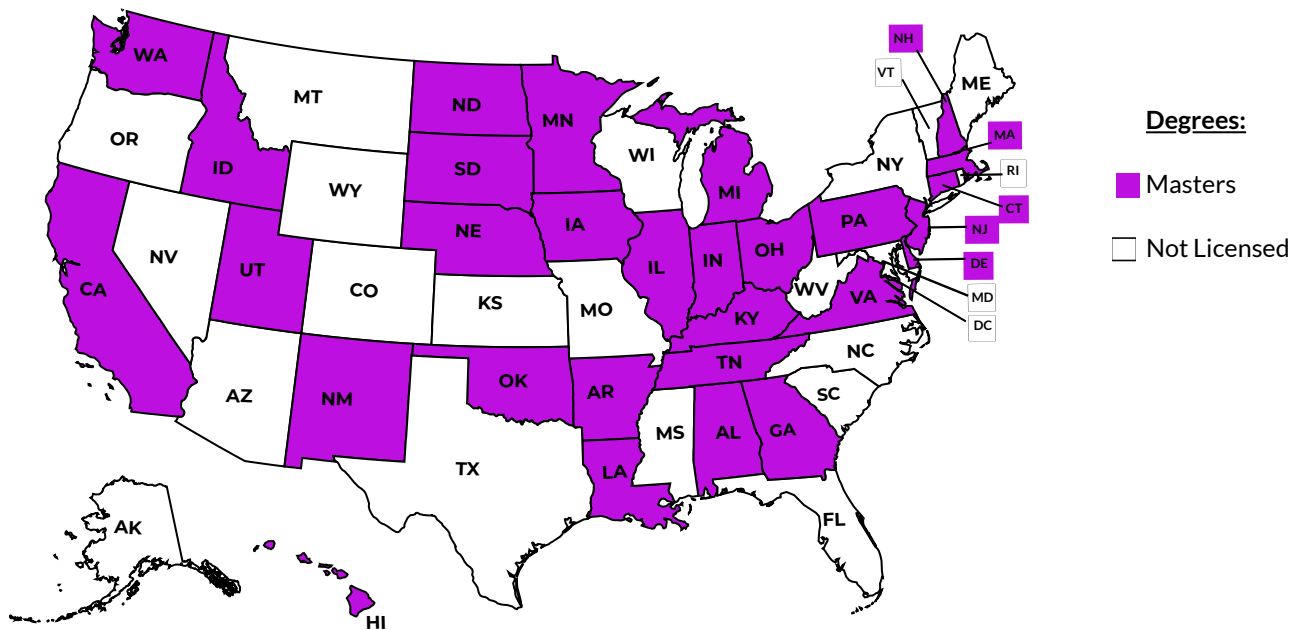 WA
MT
ND
MN
OR
ID
SD
WI
WY
MI
NE
IA
NV
UT
CO
KS
MO
IL
IN
OH
PA
NY
ME
NH
VT
MA
RI
CT
NJ
DE
MD
DC
CA
AZ
NM
OK
AR
TN
KY
WV
VA
NC
SC
TX
LA
MS
AL
GA
FL
AK
HI
Degrees:
Masters
Not Licensed